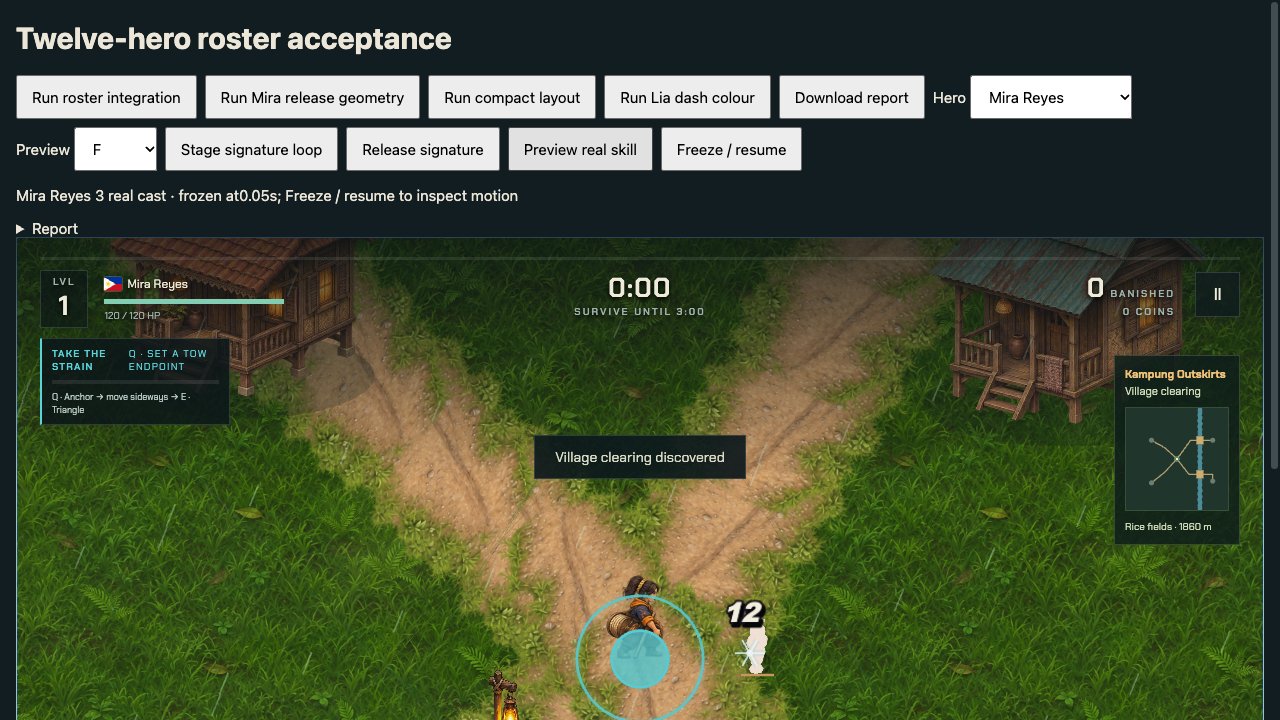 Twelve-hero roster acceptance
Run roster integration
Run Mira release geometry
Run compact layout
Run Lia dash colour
Download report
Hero
Mira Reyes
Preview
F
Stage signature loop
Release signature
Preview real skill
Freeze / resume
Mira Reyes 3 real cast · frozen at0.05s; Freeze / resume to inspect motion
Report
LVL
1
Mira Reyes
120 / 120 HP
0:00
SURVIVE UNTIL 3:00
0 BANISHED
0 COINS
TAKE THE
STRAIN
Q · SET A TOW
ENDPOINT
Q · Anchor → move sideways → E ·
Triangle
Kampung Outskirts
Village clearing
Rice fields · 1860 m
Village clearing discovered
12